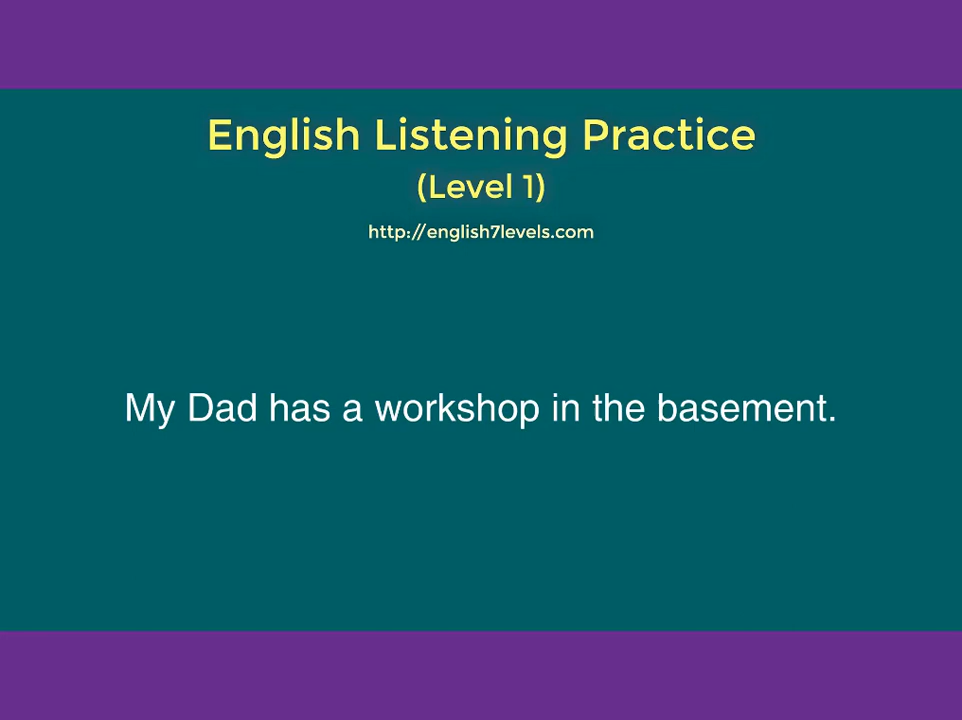 English Listening Practice
(Level 1)
http://english7levels.com
My Dad has a workshop in the basement.